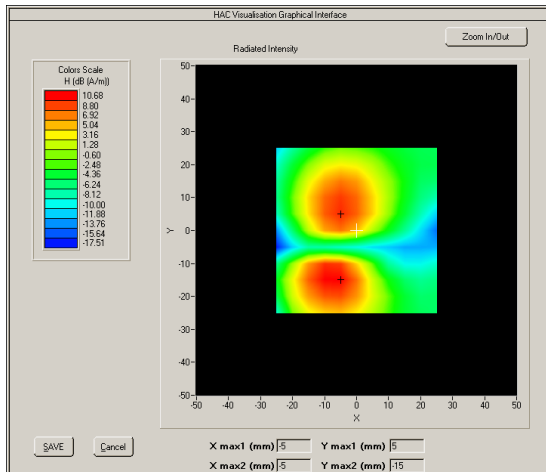 HAC Visualisation Graphical Interface
Zoom In/Out
Radiated Intensity
Colors Scale
H (dB (A/m))
10.68
8.80
6.92
5.04
3.16
1.28
-0.60
-2.48
-4.36
-6.24
-8.12
-10.00
-11.88
-13.76
-15.64
-17.51
50
40
30
20
10
0
-10
-20
-30
-40
-50
Y
-50 -40 -30 -20 -10 0 10 20 30 40 50
X
SAVE Cancel
X max1 (mm) -5 Y max1 (mm) 5
X max2 (mm) -5 Y max2 (mm) -15